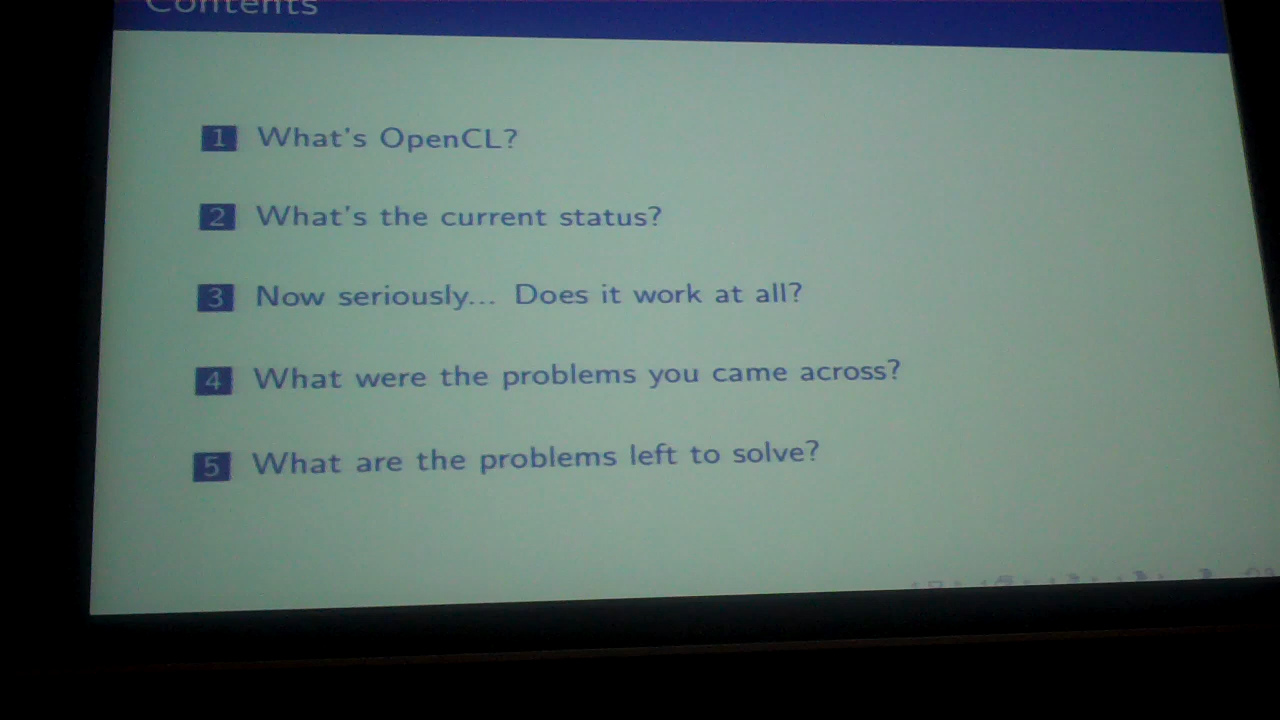 Contents
1 What's OpenCL?
2 What's the current status?
3 Now seriously... Does it work at all?
4 What were the problems you came across?
5 What are the problems left to solve?